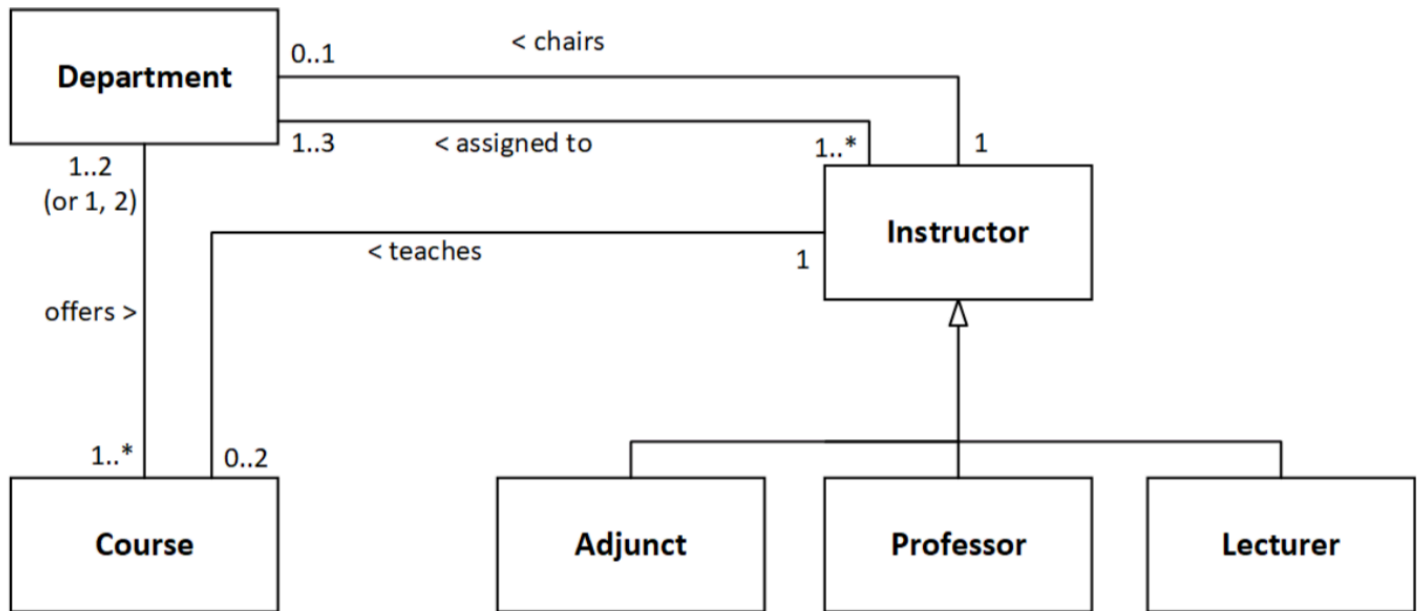 0..1
< chairs
Department
1..3
< assigned to
1..*
1
1..2
(or 1, 2)
Instructor
< teaches
1
offers >
1..*
0..2
Course
Adjunct
Professor
Lecturer